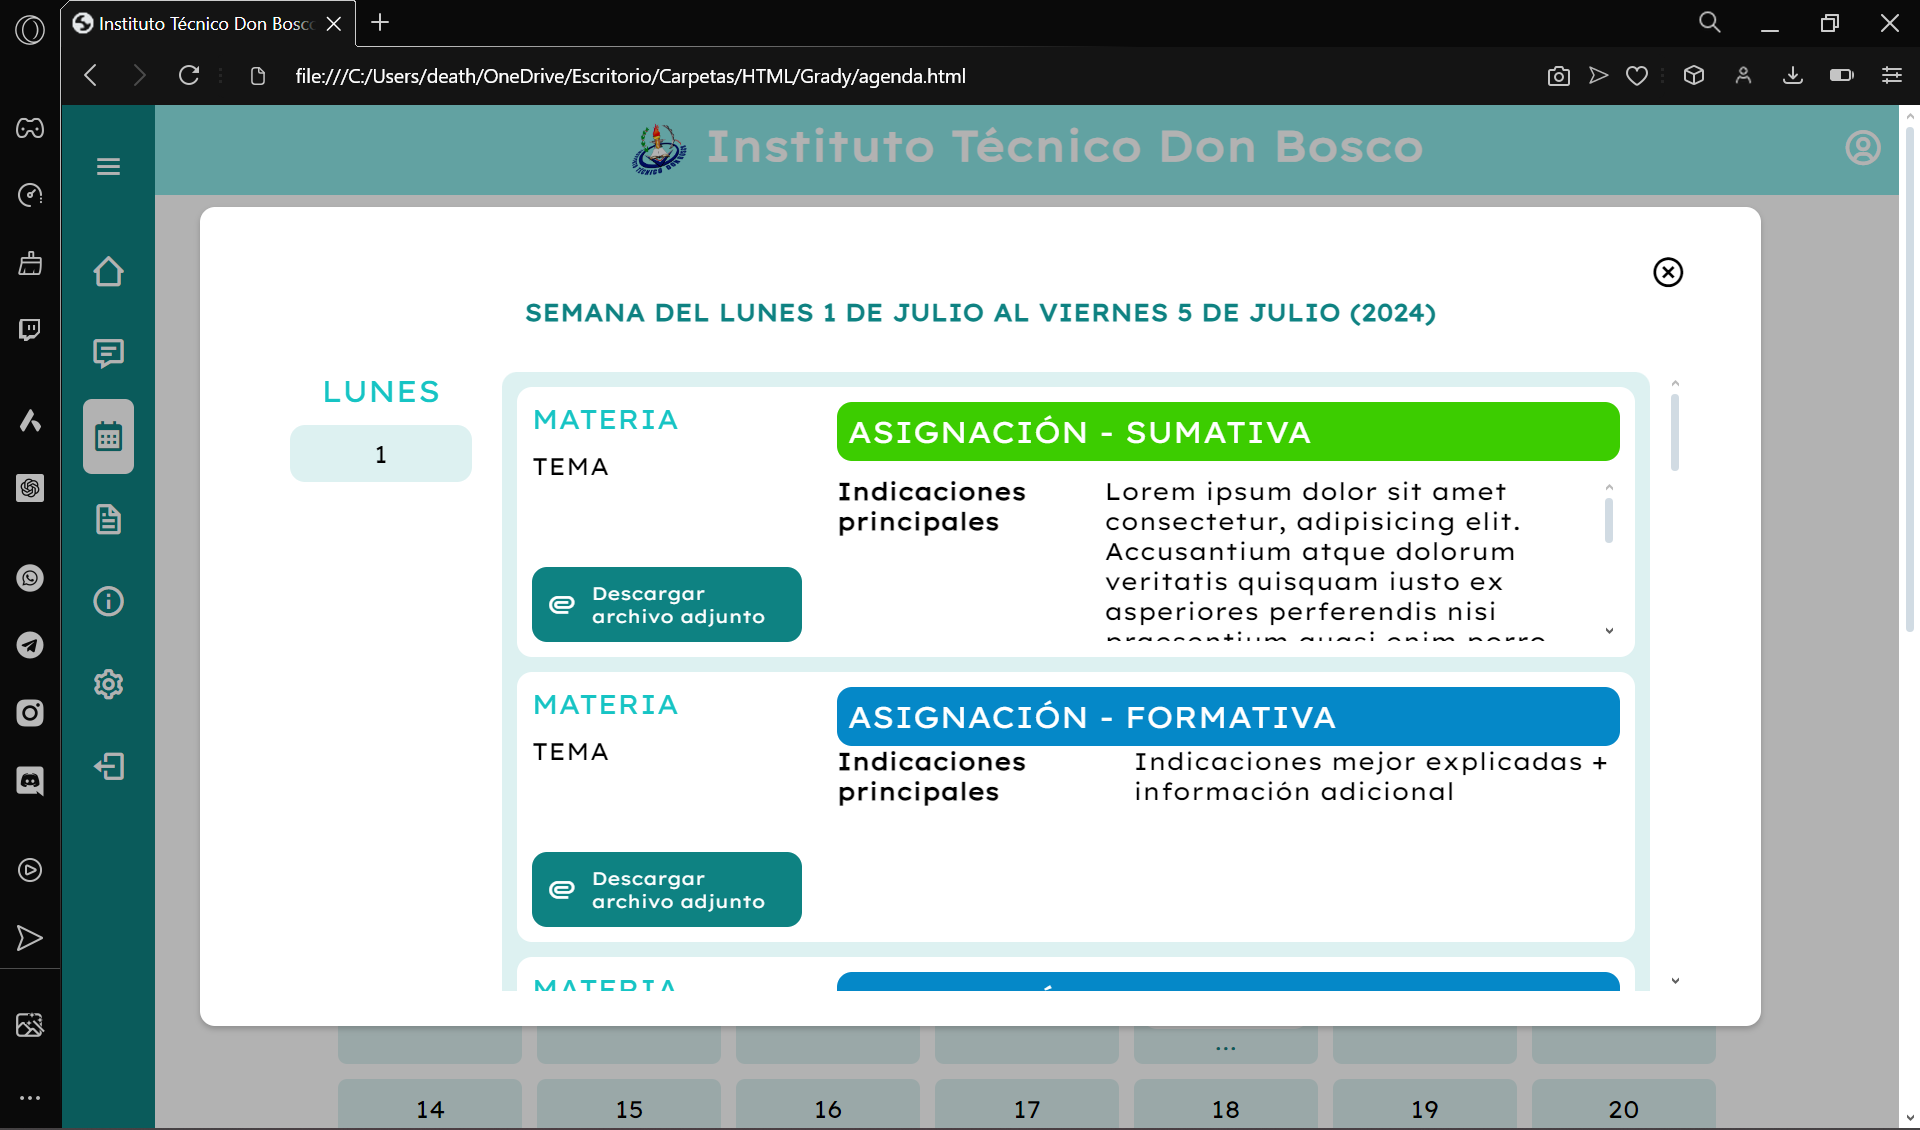 Instituto Técnico Don Bosc
file:///C:/Users/death/OneDrive/Escritorio/Carpetas/HTML/Grady/agenda.html
Instituto Técnico Don Bosco
SEMANA DEL LUNES 1 DE JULIO AL VIERNES 5 DE JULIO (2024)
LUNES
1
MATERIA
TEMA
Descargar
archivo adjunto
ASIGNACIÓN - SUMATIVA
Indicaciones
principales
Lorem ipsum dolor sit amet
consectetur, adipisicing elit.
Accusantium atque dolorum
veritatis quisquam iusto ex
asperiores perferendis nisi
praesentium quasi enim porro
MATERIA
TEMA
Descargar
archivo adjunto
ASIGNACIÓN - FORMATIVA
Indicaciones
principales
Indicaciones mejor explicadas +
información adicional
MATERIA
...
14 15 16 17 18 19 20